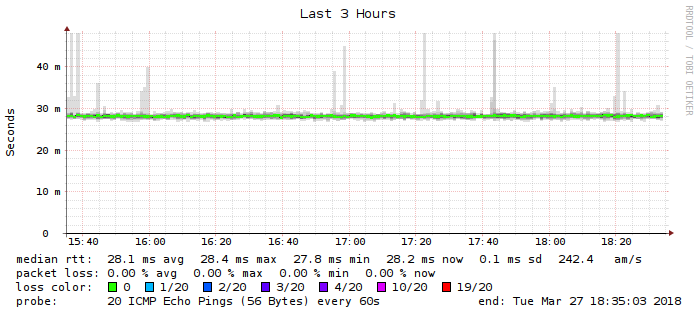 Last 3 Hours
RRDTOOL / TOBI OETIKER
Seconds
40 m
30 m
20 m
10 m
0
15:40 16:00 16:20 16:40 17:00 17:20 17:40 18:00 18:20
median rtt: 28.1 ms avg 28.4 ms max 27.8 ms min 28.2 ms now 0.1 ms sd 242.4 am/s
packet loss: 0.00 % avg 0.00 % max 0.00 % min 0.00 % now
loss color: 0 1/20 2/20 3/20 4/20 10/20 19/20
probe: 20 ICMP Echo Pings (56 Bytes) every 60s end: Tue Mar 27 18:35:03 2018